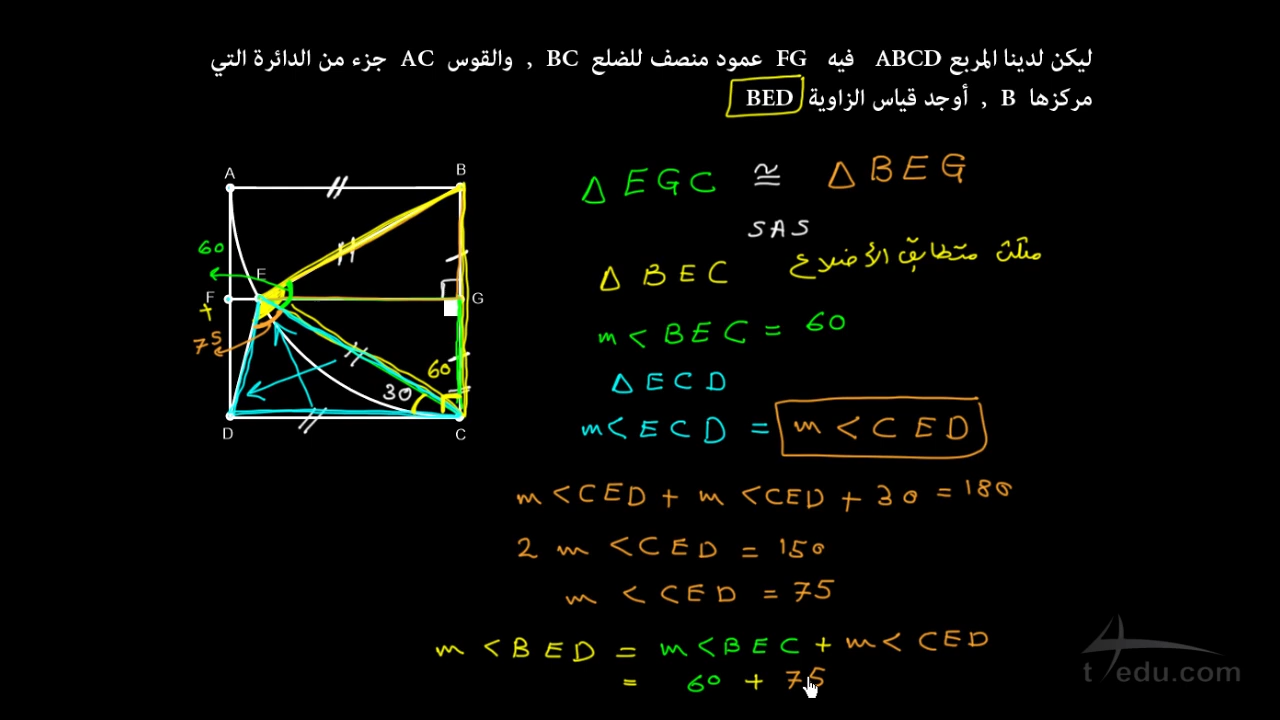 ليكن لدينا المربع ABCD فيه FG عمود منصف للضلع BC , والقوس AC جزء من الدائرة التي
مركزها B , أوجد قياس الزاوية BED
A
B
60
E
F
G
+
75
60
30
D
C
△ EGC ≅ △ BEG
SAS
△ BEC مثلث متطابق الأضلاع
m < BEC = 60
△ ECD
m < ECD = m < CED
m < CED + m < CED + 30 = 180
2 m < CED = 150
m < CED = 75
m < BED = m < BEC + m < CED
= 60 + 75
t4edu.com